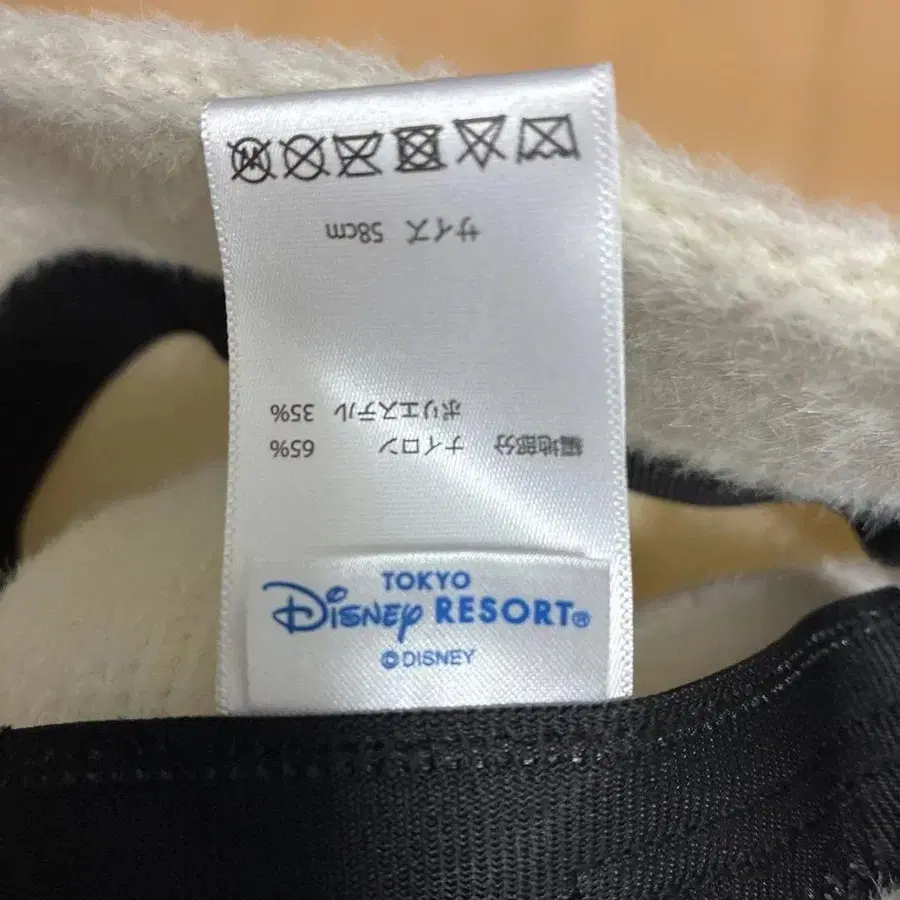 サイズ 58cm
編地部分 ナイロン 65%
ポリエステル 35%
TOKYO
Disney RESORT®
©DISNEY